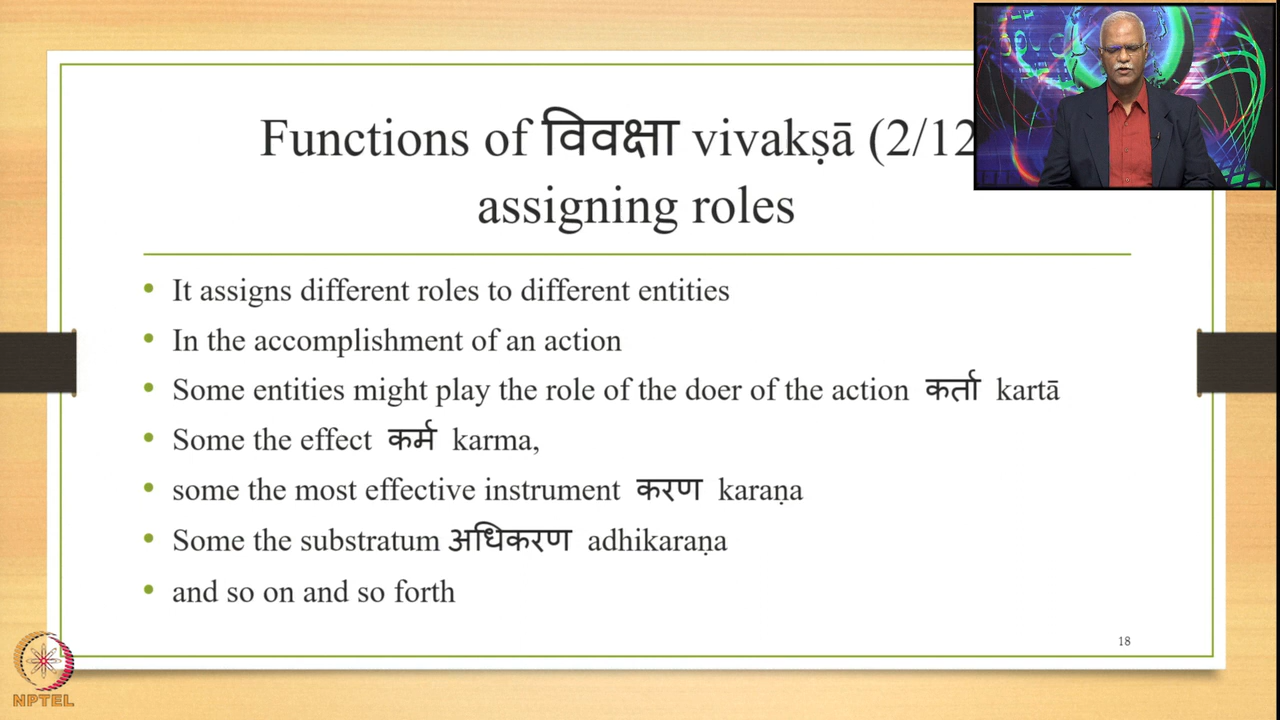 Functions of विवक्षा vivakṣā (2/12
assigning roles
It assigns different roles to different entities
In the accomplishment of an action
Some entities might play the role of the doer of the action कर्ता kartā
Some the effect कर्म karma,
some the most effective instrument करण karaṇa
Some the substratum अधिकरण adhikaraṇa
and so on and so forth
18
NPTEL